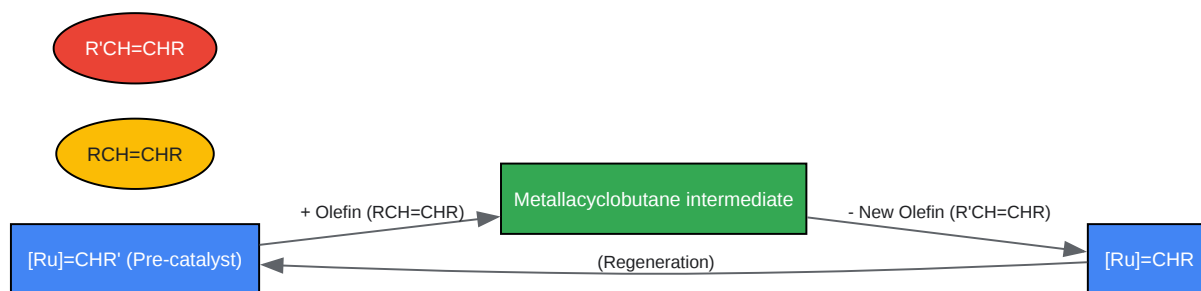 R'CH=CHR
RCH=CHR
Metallacyclobutane intermediate
+ Olefin (RCH=CHR)
- New Olefin (R'CH=CHR)
[Ru]=CHR' (Pre-catalyst)
(Regeneration)
[Ru]=CHR